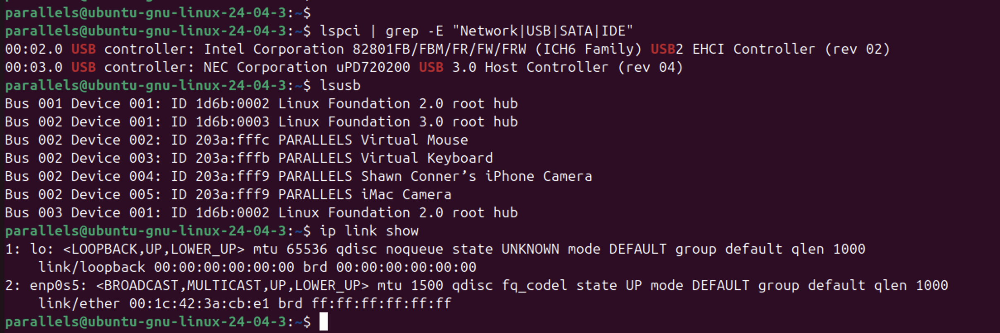 parallels@ubuntu-gnu-linux-24-04-3:~$
parallels@ubuntu-gnu-linux-24-04-3:~$ lspci | grep -E "Network|USB|SATA|IDE"
00:02.0 USB controller: Intel Corporation 82801FB/FBM/FR/FW/FRW (ICH6 Family) USB2 EHCI Controller (rev 02)
00:03.0 USB controller: NEC Corporation uPD720200 USB 3.0 Host Controller (rev 04)
parallels@ubuntu-gnu-linux-24-04-3:~$ lsusb
Bus 001 Device 001: ID 1d6b:0002 Linux Foundation 2.0 root hub
Bus 002 Device 001: ID 1d6b:0003 Linux Foundation 3.0 root hub
Bus 002 Device 002: ID 203a:fffc PARALLELS Virtual Mouse
Bus 002 Device 003: ID 203a:fffb PARALLELS Virtual Keyboard
Bus 002 Device 004: ID 203a:fff9 PARALLELS Shawn Conner’s iPhone Camera
Bus 002 Device 005: ID 203a:fff9 PARALLELS iMac Camera
Bus 003 Device 001: ID 1d6b:0002 Linux Foundation 2.0 root hub
parallels@ubuntu-gnu-linux-24-04-3:~$ ip link show
1: lo: <LOOPBACK,UP,LOWER_UP> mtu 65536 qdisc noqueue state UNKNOWN mode DEFAULT group default qlen 1000
    link/loopback 00:00:00:00:00:00 brd 00:00:00:00:00:00
2: enp0s5: <BROADCAST,MULTICAST,UP,LOWER_UP> mtu 1500 qdisc fq_codel state UP mode DEFAULT group default qlen 1000
    link/ether 00:1c:42:3a:cb:e1 brd ff:ff:ff:ff:ff:ff
parallels@ubuntu-gnu-linux-24-04-3:~$